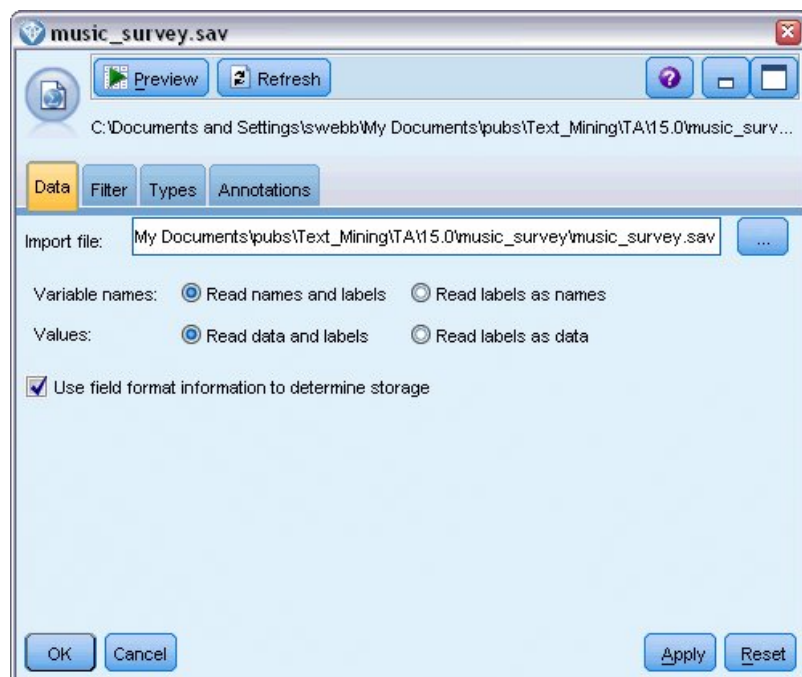 music_survey.sav
Preview Refresh
C:\Documents and Settings\swebb\My Documents\pubs\Text_Mining\TA\15.0\music_surv...
Data Filter Types Annotations
Import file: My Documents\pubs\Text_Mining\TA\15.0\music_survey\music_survey.sav ...
Variable names: Read names and labels Read labels as names
Values: Read data and labels Read labels as data
Use field format information to determine storage
OK Cancel Apply Reset